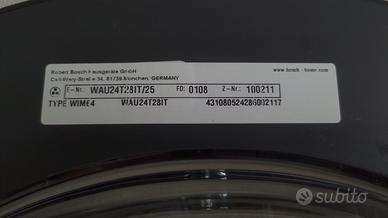 Robert Bosch Hausgeräte GmbH
Carl-Wery-Straße 34, 81739 München, GERMANY
www.bosch-home.com
E-Nr.: WAU24T28IT/25 FD: 0108 Z-Nr.: 100211
TYPE WIME4 WAU24T28IT 431080524286002117
subito